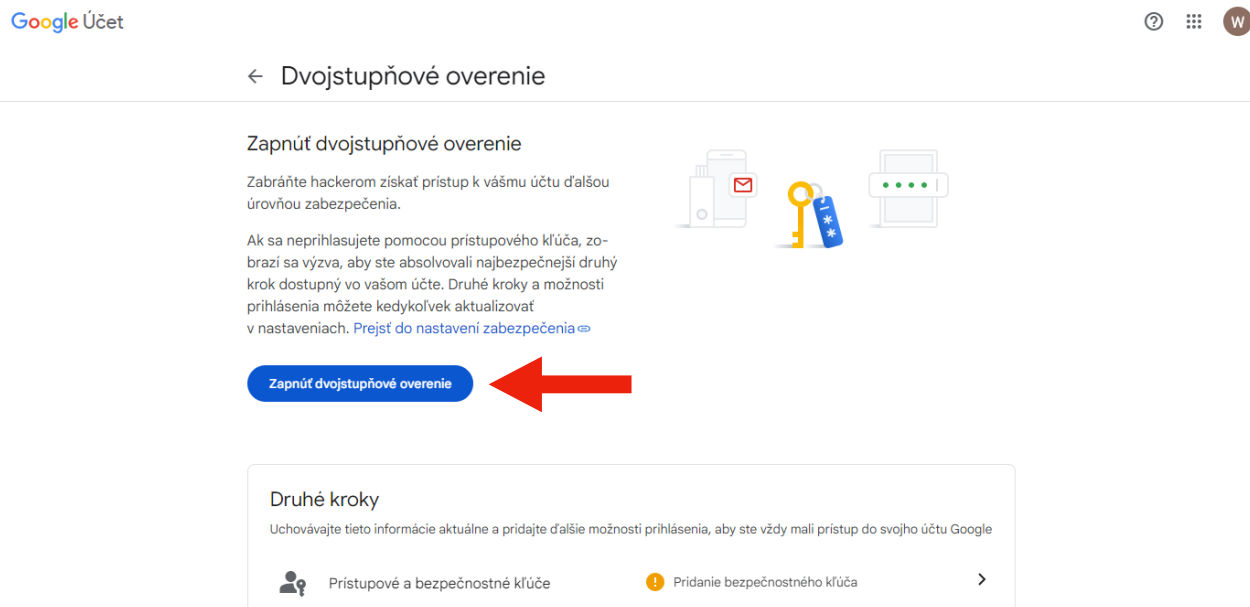 Google Účet
W
Dvojstupňové overenie
Zapnúť dvojstupňové overenie
Zabráňte hackerom získať prístup k vášmu účtu ďalšou
úrovňou zabezpečenia.
Ak sa neprihlasujete pomocou prístupového kľúča, zo-
brazí sa výzva, aby ste absolvovali najbezpečnejší druhý
krok dostupný vo vašom účte. Druhé kroky a možnosti
prihlásenia môžete kedykoľvek aktualizovať
v nastaveniach. Prejsť do nastavení zabezpečenia
Zapnúť dvojstupňové overenie
Druhé kroky
Uchovávajte tieto informácie aktuálne a pridajte ďalšie možnosti prihlásenia, aby ste vždy mali prístup do svojho účtu Google
Prístupové a bezpečnostné kľúče
Pridanie bezpečnostného kľúča